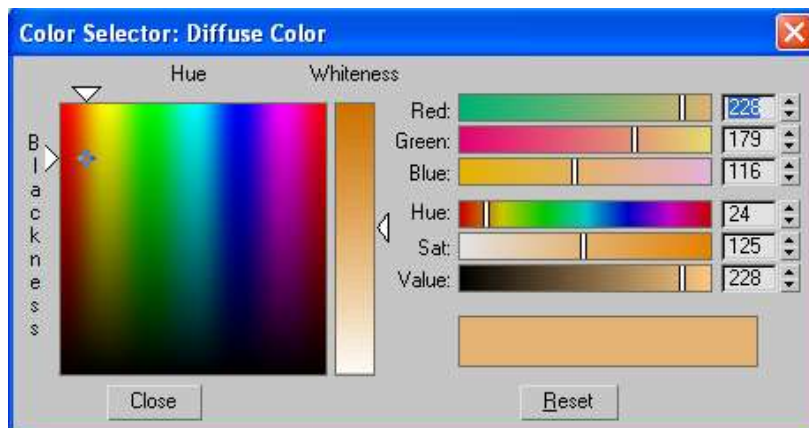 Color Selector: Diffuse Color
Hue
Whiteness
Blackness
Red: 228
Green: 179
Blue: 116
Hue: 24
Sat: 125
Value: 228
Close
Reset